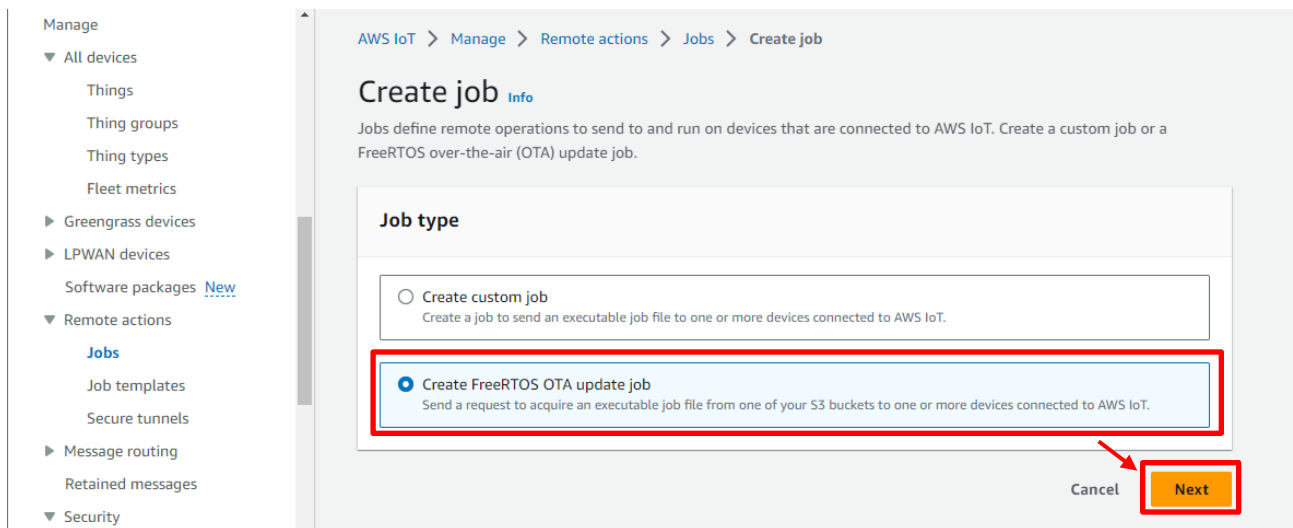 Manage
All devices
Things
Thing groups
Thing types
Fleet metrics
Greengrass devices
LPWAN devices
Software packages New
Remote actions
Jobs
Job templates
Secure tunnels
Message routing
Retained messages
Security
AWS IoT > Manage > Remote actions > Jobs > Create job
Create job Info
Jobs define remote operations to send to and run on devices that are connected to AWS IoT. Create a custom job or a
FreeRTOS over-the-air (OTA) update job.
Job type
Create custom job
Create a job to send an executable job file to one or more devices connected to AWS IoT.
Create FreeRTOS OTA update job
Send a request to acquire an executable job file from one of your S3 buckets to one or more devices connected to AWS IoT.
Cancel
Next